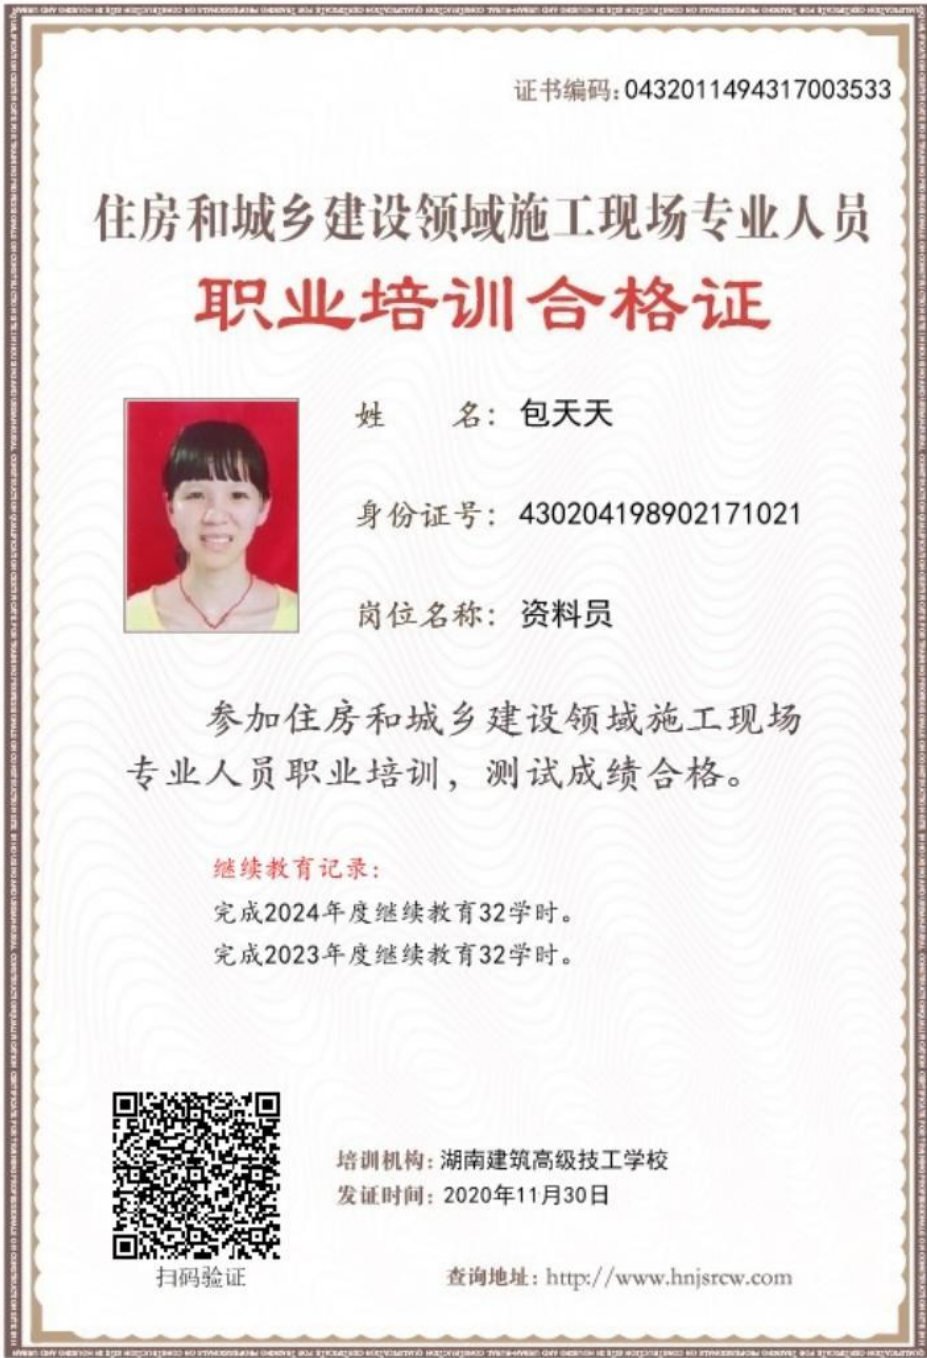 证书编码:0432011494317003533
住房和城乡建设领域施工现场专业人员
职业培训合格证
姓 名: 包天天
身份证号: 430204198902171021
岗位名称: 资料员
参加住房和城乡建设领域施工现场
专业人员职业培训，测试成绩合格。
继续教育记录:
完成2024年度继续教育32学时。
完成2023年度继续教育32学时。
培训机构: 湖南建筑高级技工学校
发证时间: 2020年11月30日
扫码验证
查询地址: http://www.hnjsrcw.com